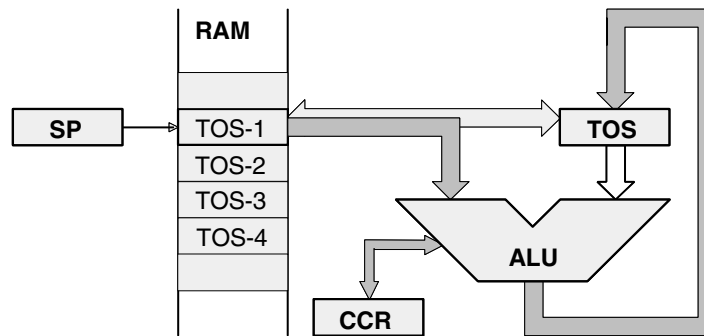 RAM
SP
TOS-1
TOS
TOS-2
TOS-3
TOS-4
ALU
CCR